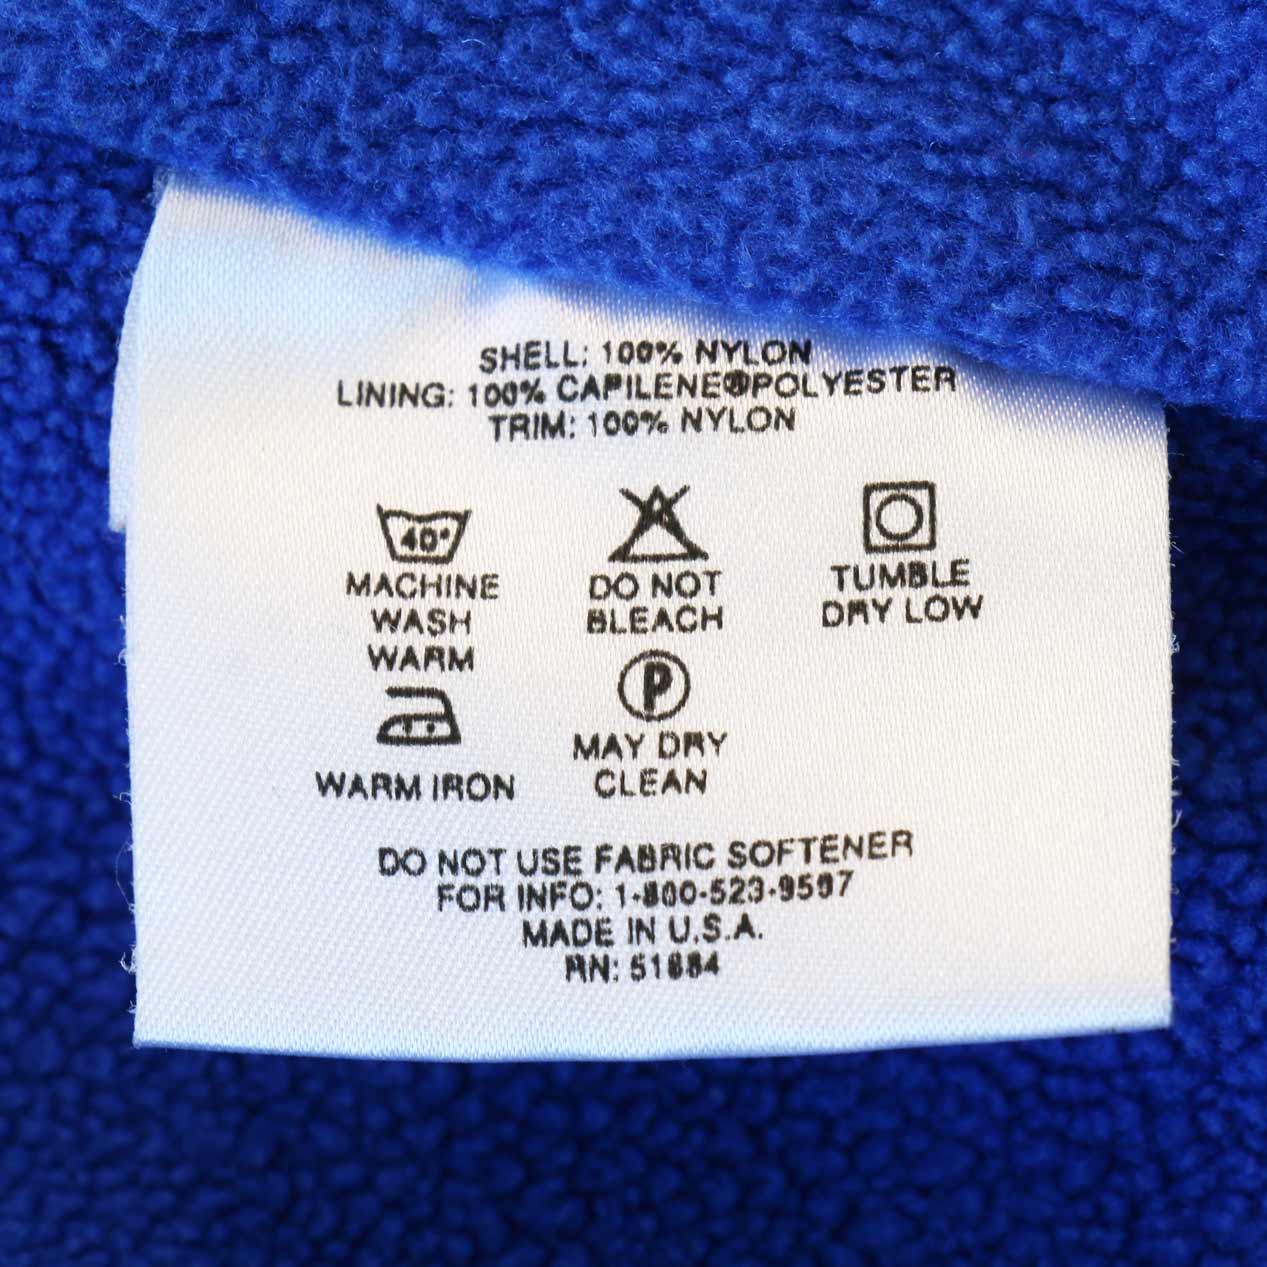 SHELL: 100% NYLON
LINING: 100% CAPILENE®POLYESTER
TRIM: 100% NYLON
40°
MACHINE
WASH
WARM
DO NOT
BLEACH
TUMBLE
DRY LOW
WARM IRON
P
MAY DRY
CLEAN
DO NOT USE FABRIC SOFTENER
FOR INFO: 1-800-523-9597
MADE IN U.S.A.
RN: 51884